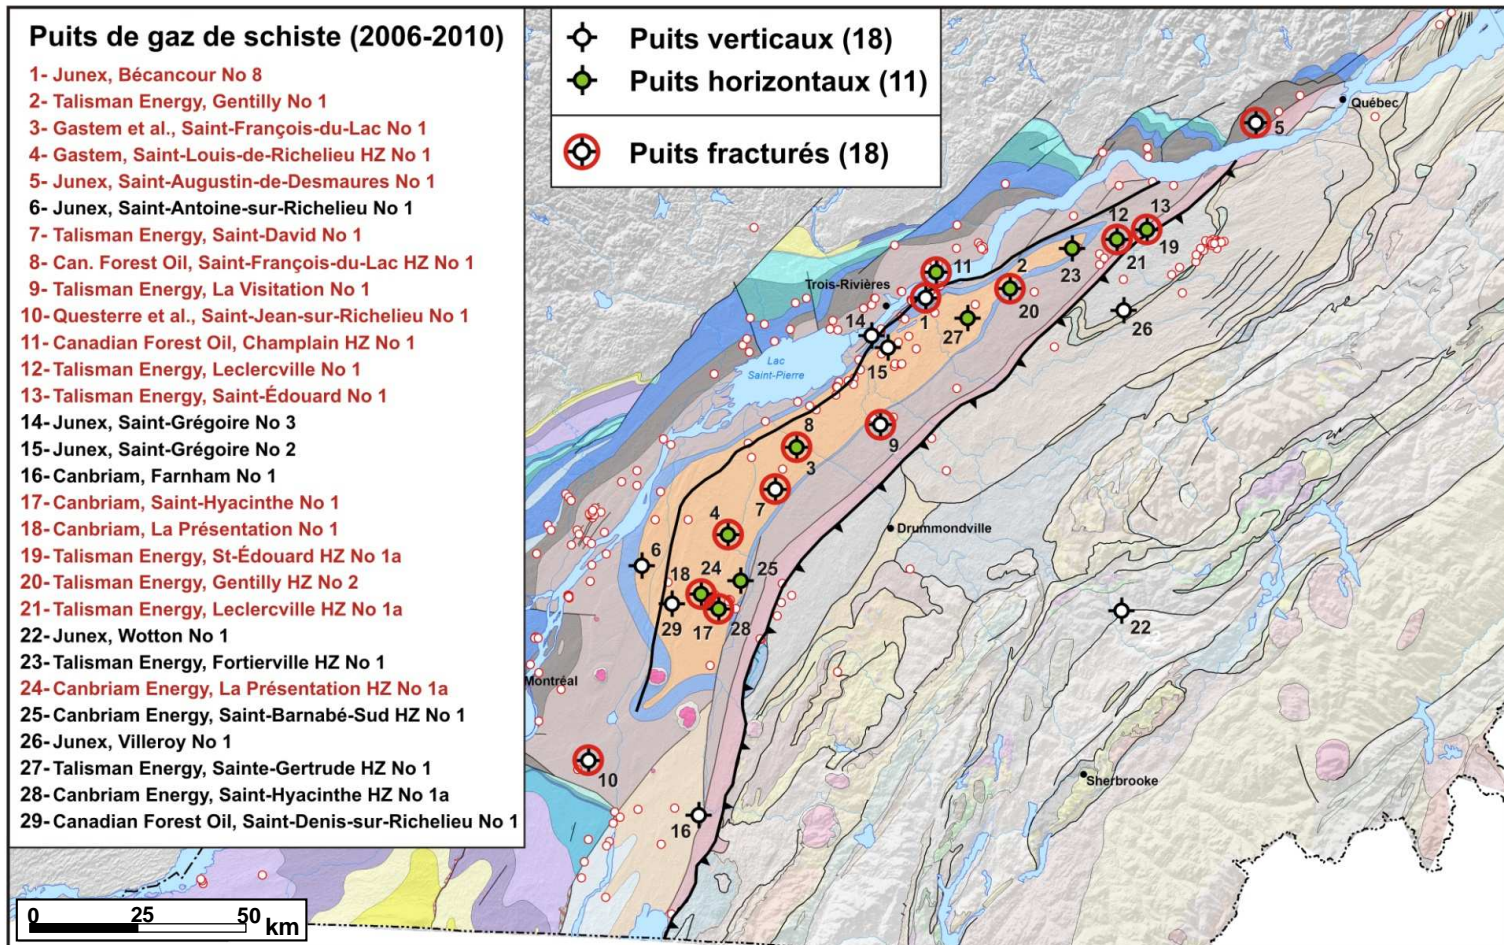 Puits de gaz de schiste (2006-2010)
1- Junex, Bécancour No 8
2- Talisman Energy, Gentilly No 1
3- Gastem et al., Saint-François-du-Lac No 1
4- Gastem, Saint-Louis-de-Richelieu HZ No 1
5- Junex, Saint-Augustin-de-Desmaures No 1
6- Junex, Saint-Antoine-sur-Richelieu No 1
7- Talisman Energy, Saint-David No 1
8- Can. Forest Oil, Saint-François-du-Lac HZ No 1
9- Talisman Energy, La Visitation No 1
10- Questerre et al., Saint-Jean-sur-Richelieu No 1
11- Canadian Forest Oil, Champlain HZ No 1
12- Talisman Energy, Leclercville No 1
13- Talisman Energy, Saint-Édouard No 1
14- Junex, Saint-Grégoire No 3
15- Junex, Saint-Grégoire No 2
16- Canbriam, Farnham No 1
17- Canbriam, Saint-Hyacinthe No 1
18- Canbriam, La Présentation No 1
19- Talisman Energy, St-Édouard HZ No 1a
20- Talisman Energy, Gentilly HZ No 2
21- Talisman Energy, Leclercville HZ No 1a
22- Junex, Wotton No 1
23- Talisman Energy, Fortierville HZ No 1
24- Canbriam Energy, La Présentation HZ No 1a
25- Canbriam Energy, Saint-Barnabé-Sud HZ No 1
26- Junex, Villeroy No 1
27- Talisman Energy, Sainte-Gertrude HZ No 1
28- Canbriam Energy, Saint-Hyacinthe HZ No 1a
29- Canadian Forest Oil, Saint-Denis-sur-Richelieu No 1
Puits verticaux (18)
Puits horizontaux (11)
Puits fracturés (18)
Québec
5
13
12
19
21
23
2
11
20
26
Trois-Rivières
1
14
27
15
Lac
Saint-Pierre
8
9
3
7
Drummondville
4
6
24
25
18
29
17
28
22
Montréal
10
Sherbrooke
16
0 25 50 km